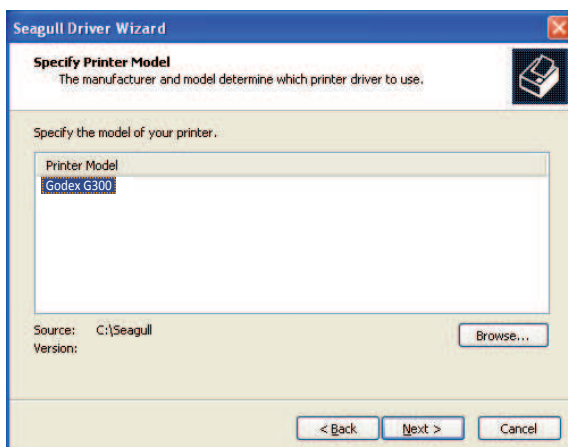 Seagull Driver Wizard
Specify Printer Model
The manufacturer and model determine which printer driver to use.
Specify the model of your printer.
Printer Model
Godex G300
Source: C:\Seagull
Browse...
Version:
< Back Next > Cancel